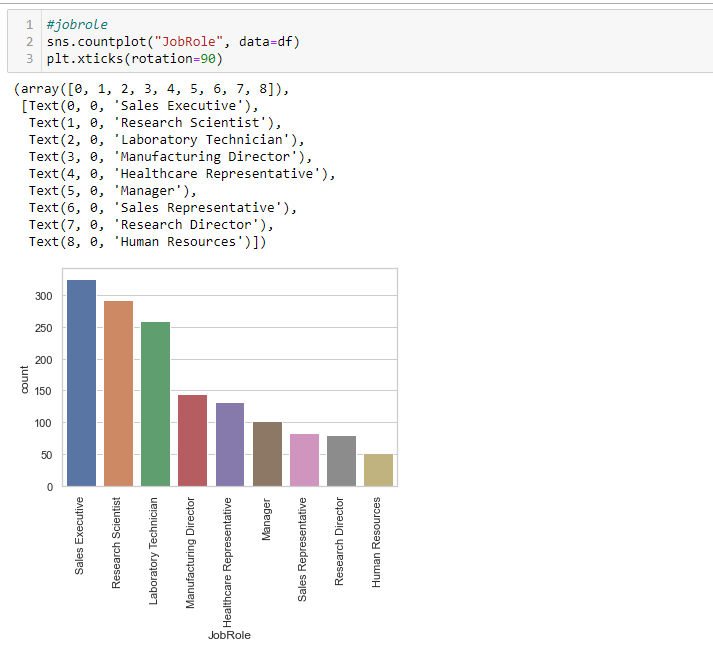 1 #jobrole
2 sns.countplot("JobRole", data=df)
3 plt.xticks(rotation=90)
(array([0, 1, 2, 3, 4, 5, 6, 7, 8]),
[Text(0, 0, 'Sales Executive'),
Text(1, 0, 'Research Scientist'),
Text(2, 0, 'Laboratory Technician'),
Text(3, 0, 'Manufacturing Director'),
Text(4, 0, 'Healthcare Representative'),
Text(5, 0, 'Manager'),
Text(6, 0, 'Sales Representative'),
Text(7, 0, 'Research Director'),
Text(8, 0, 'Human Resources')])
300
250
200
150
100
50
0
count
Sales Executive
Research Scientist
Laboratory Technician
Manufacturing Director
Healthcare Representative
Manager
Sales Representative
Research Director
Human Resources
JobRole